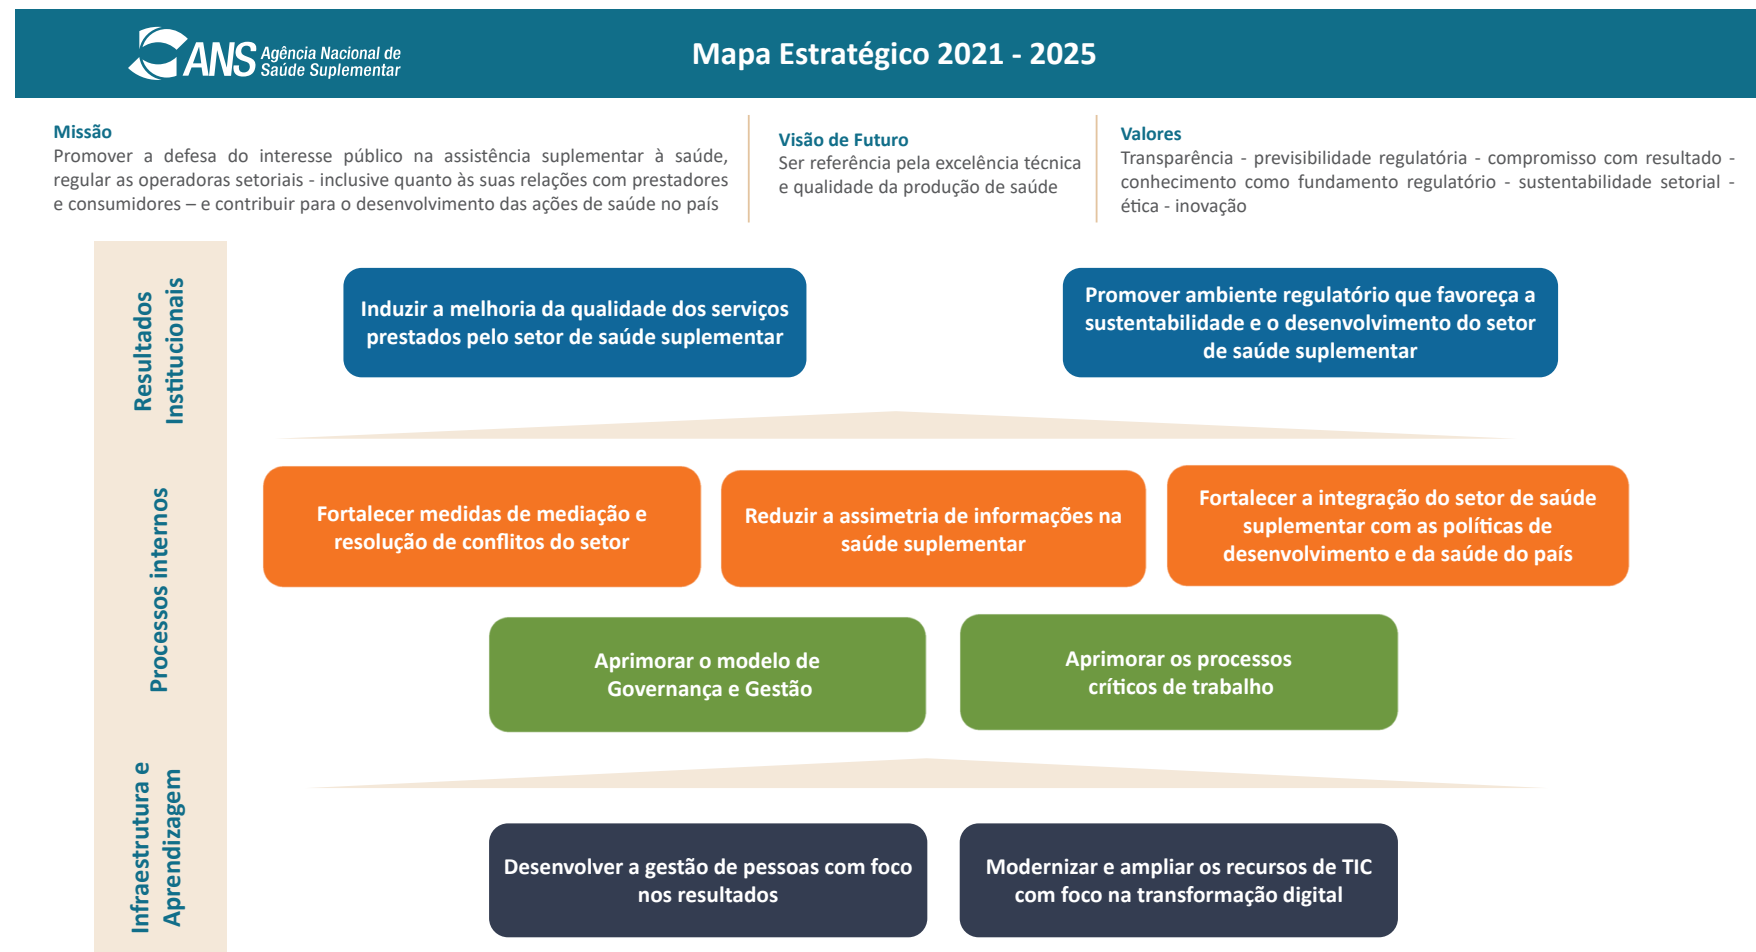 ANS Agência Nacional de
Saúde Suplementar
Mapa Estratégico 2021 - 2025
Missão
Promover a defesa do interesse público na assistência suplementar à saúde,
regular as operadoras setoriais - inclusive quanto às suas relações com prestadores
e consumidores – e contribuir para o desenvolvimento das ações de saúde no país
Visão de Futuro
Ser referência pela excelência técnica
e qualidade da produção de saúde
Valores
Transparência - previsibilidade regulatória - compromisso com resultado -
conhecimento como fundamento regulatório - sustentabilidade setorial -
ética - inovação
Resultados
Institucionais
Induzir a melhoria da qualidade dos serviços
prestados pelo setor de saúde suplementar
Promover ambiente regulatório que favoreça a
sustentabilidade e o desenvolvimento do setor
de saúde suplementar
Processos internos
Fortalecer medidas de mediação e
resolução de conflitos do setor
Reduzir a assimetria de informações na
saúde suplementar
Fortalecer a integração do setor de saúde
suplementar com as políticas de
desenvolvimento e da saúde do país
Aprimorar o modelo de
Governança e Gestão
Aprimorar os processos
críticos de trabalho
Infraestrutura e
Aprendizagem
Desenvolver a gestão de pessoas com foco
nos resultados
Modernizar e ampliar os recursos de TIC
com foco na transformação digital